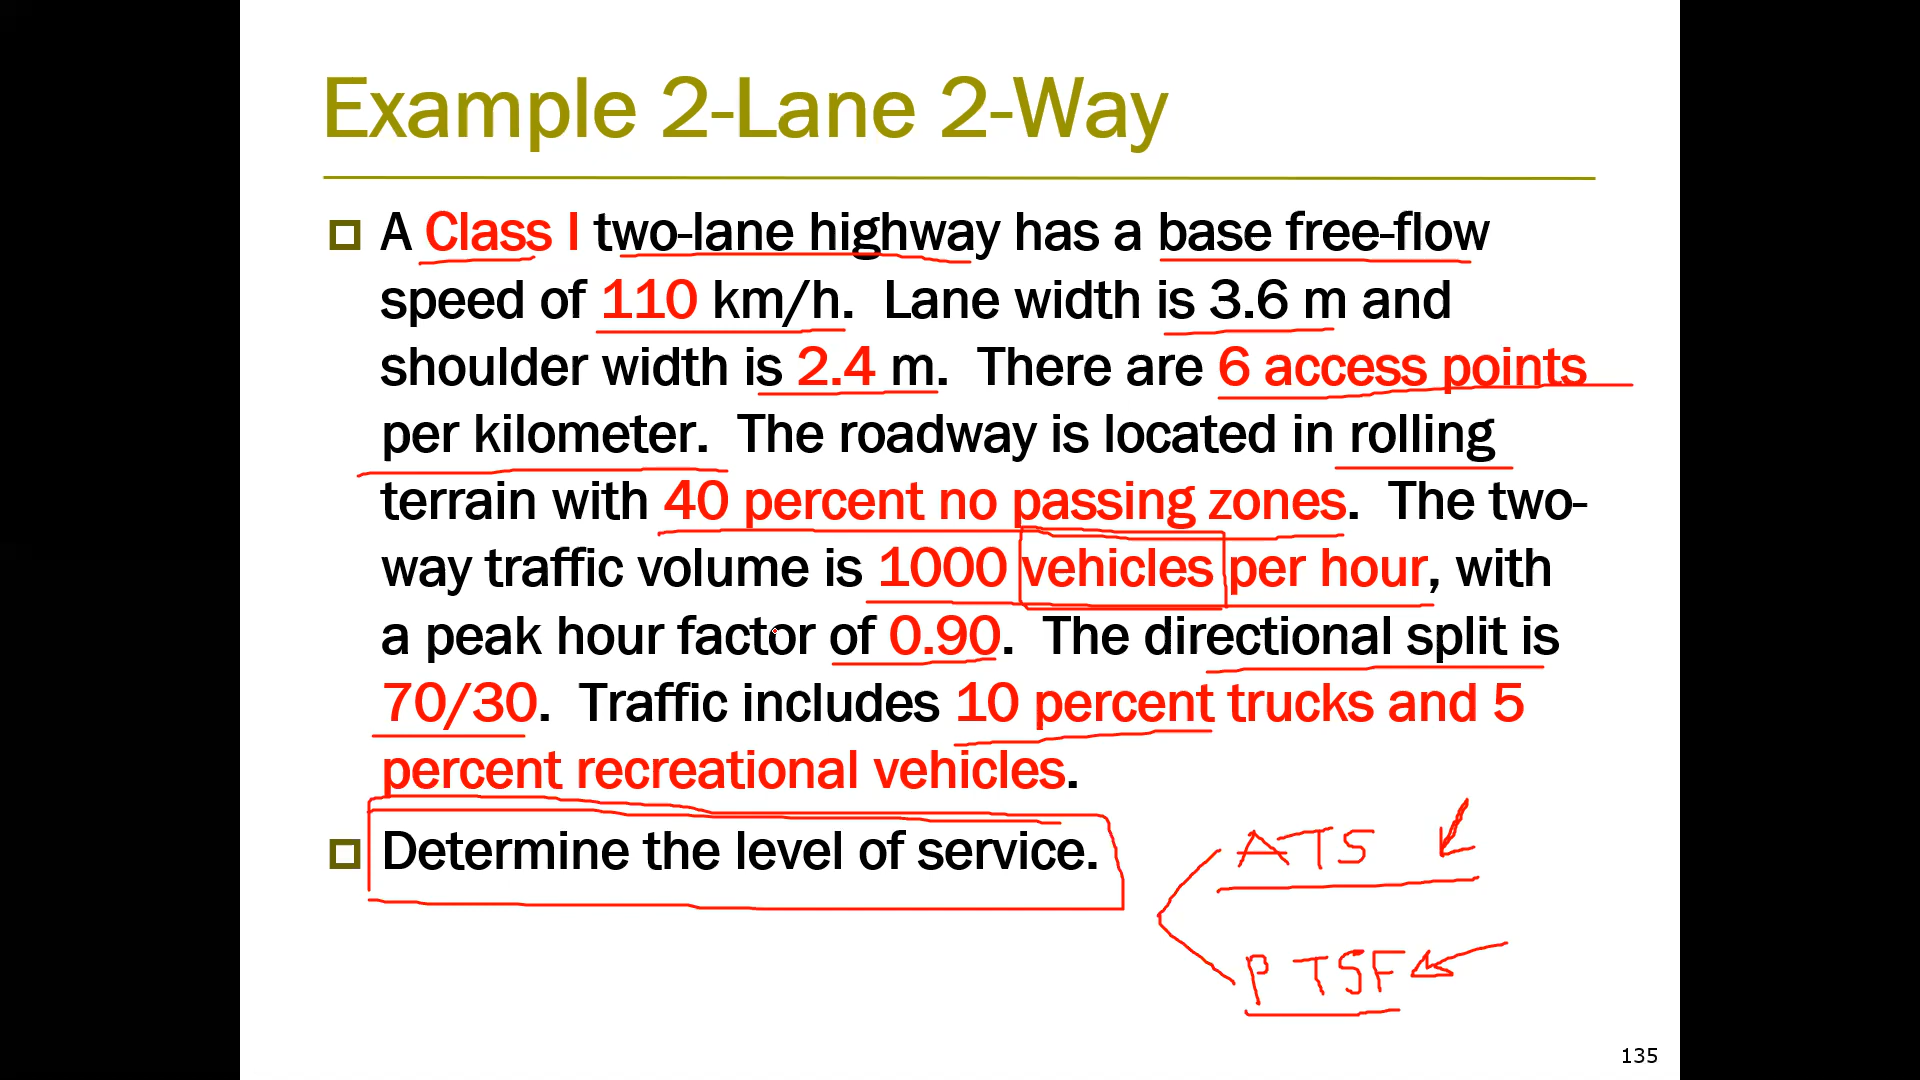 Example 2-Lane 2-Way
A Class I two-lane highway has a base free-flow
speed of 110 km/h. Lane width is 3.6 m and
shoulder width is 2.4 m. There are 6 access points
per kilometer. The roadway is located in rolling
terrain with 40 percent no passing zones. The two-
way traffic volume is 1000 vehicles per hour, with
a peak hour factor of 0.90. The directional split is
70/30. Traffic includes 10 percent trucks and 5
percent recreational vehicles.
Determine the level of service.
ATS
PTSF
135